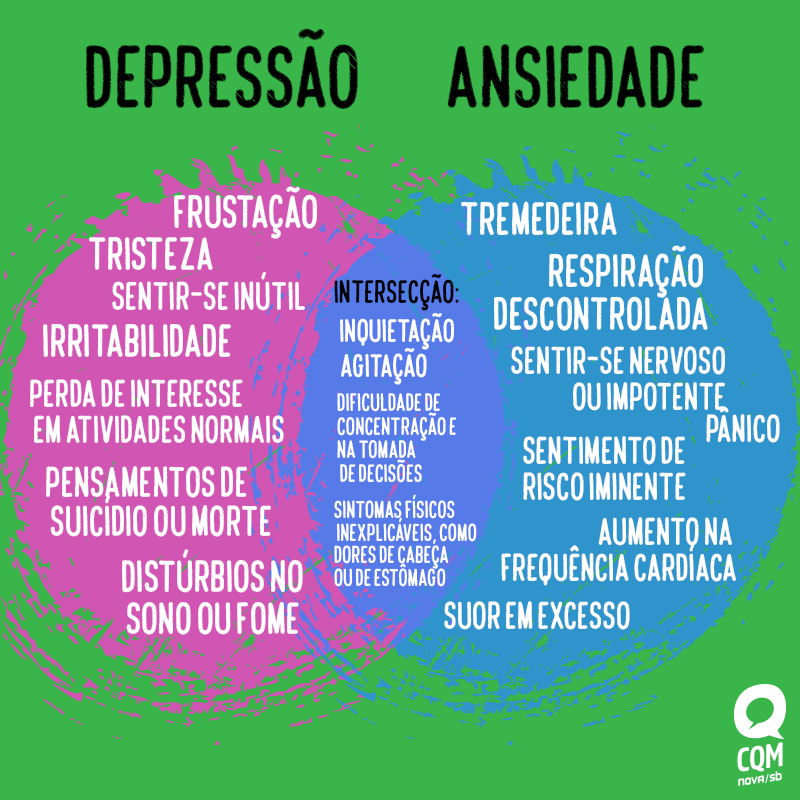 DEPRESSÃO
ANSIEDADE
FRUSTAÇÃO
TRISTEZA
SENTIR-SE INÚTIL
IRRITABILIDADE
PERDA DE INTERESSE
EM ATIVIDADES NORMAIS
PENSAMENTOS DE
SUICÍDIO OU MORTE
DISTÚRBIOS NO
SONO OU FOME
INTERSECÇÃO:
INQUIETAÇÃO
AGITAÇÃO
DIFICULDADE DE
CONCENTRAÇÃO E
NA TOMADA
DE DECISÕES
SINTOMAS FÍSICOS
INEXPLICÁVEIS, COMO
DORES DE CABEÇA
OU DE ESTÔMAGO
TREMEDEIRA
RESPIRAÇÃO
DESCONTROLADA
SENTIR-SE NERVOSO
OU IMPOTENTE
PÂNICO
SENTIMENTO DE
RISCO IMINENTE
AUMENTO NA
FREQUÊNCIA CARDÍACA
SUOR EM EXCESSO
CQM
nova/sb